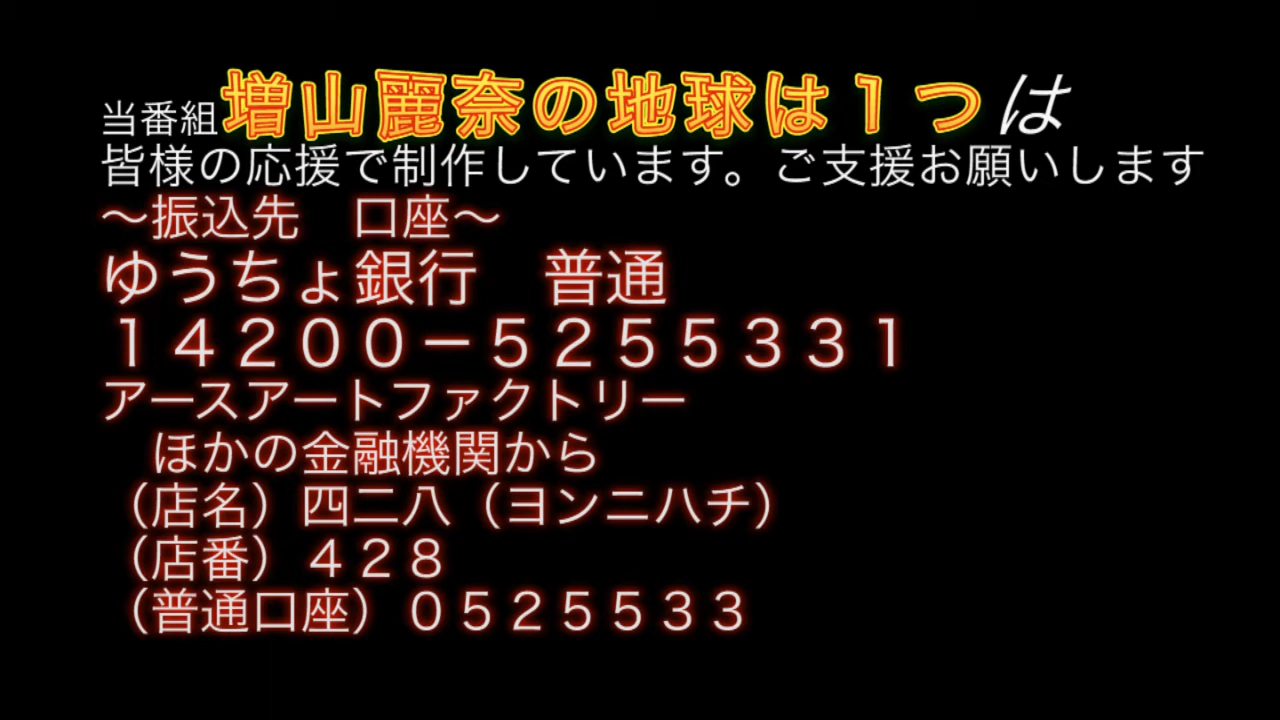 当番組増山麗奈の地球は１つは
皆様の応援で制作しています。ご支援お願いします
～振込先　口座～
ゆうちょ銀行　普通
１４２００－５２５５３３１
アースアートファクトリー
　ほかの金融機関から
（店名）四二八（ヨンニハチ）
（店番）４２８
（普通口座）０５２５５３３